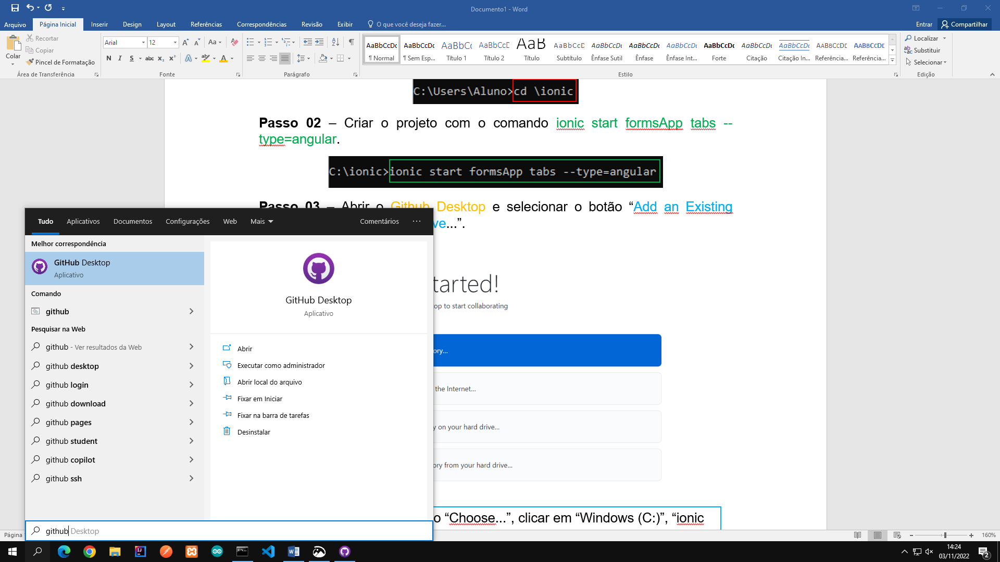 Documento1 - Word
Arquivo Página Inicial Inserir Design Layout Referências Correspondências Revisão Exibir O que você deseja fazer... Entrar Compartilhar
Colar
Recortar
Copiar
Pincel de Formatação
Área de Transferência
Arial 12
N I S abc x₂ x²
Fonte
Parágrafo
AaBbCcDc AaBbCcDc AaBbCc AaBbCcD AaB AaBbCcD AaBbCcDc AaBbCcDc AaBbCcDc AaBbCcDc AaBbCcDc AaBbCcDc AABBCCDD AABBCCDD
¶ Normal ¶ Sem Esp... Título 1 Título 2 Título Subtítulo Ênfase Sutil Ênfase Ênfase Int... Forte Citação Citação In... Referência... Referência...
Estilo
Localizar
Substituir
Selecionar
Edição
C:\Users\Aluno>cd \ionic
Passo 02 – Criar o projeto com o comando ionic start formsApp tabs --
type=angular.
C:\ionic>ionic start formsApp tabs --type=angular
Passo 03 – Abrir o Github Desktop e selecionar o botão “Add an Existing
ve...”.
tarted!
op to start collaborating
ory...
the Internet...
y on your hard drive...
ory from your hard drive...
o “Choose...”, clicar em “Windows (C:)”, “ionic
Tudo Aplicativos Documentos Configurações Web Mais Comentários ...
Melhor correspondência
GitHub Desktop
Aplicativo
Comando
github
Pesquisar na Web
github - Ver resultados da Web
github desktop
github login
github download
github pages
github student
github copilot
github ssh
GitHub Desktop
Aplicativo
Abrir
Executar como administrador
Abrir local do arquivo
Fixar em Iniciar
Fixar na barra de tarefas
Desinstalar
github Desktop
Página
160%
14:24
03/11/2022
2